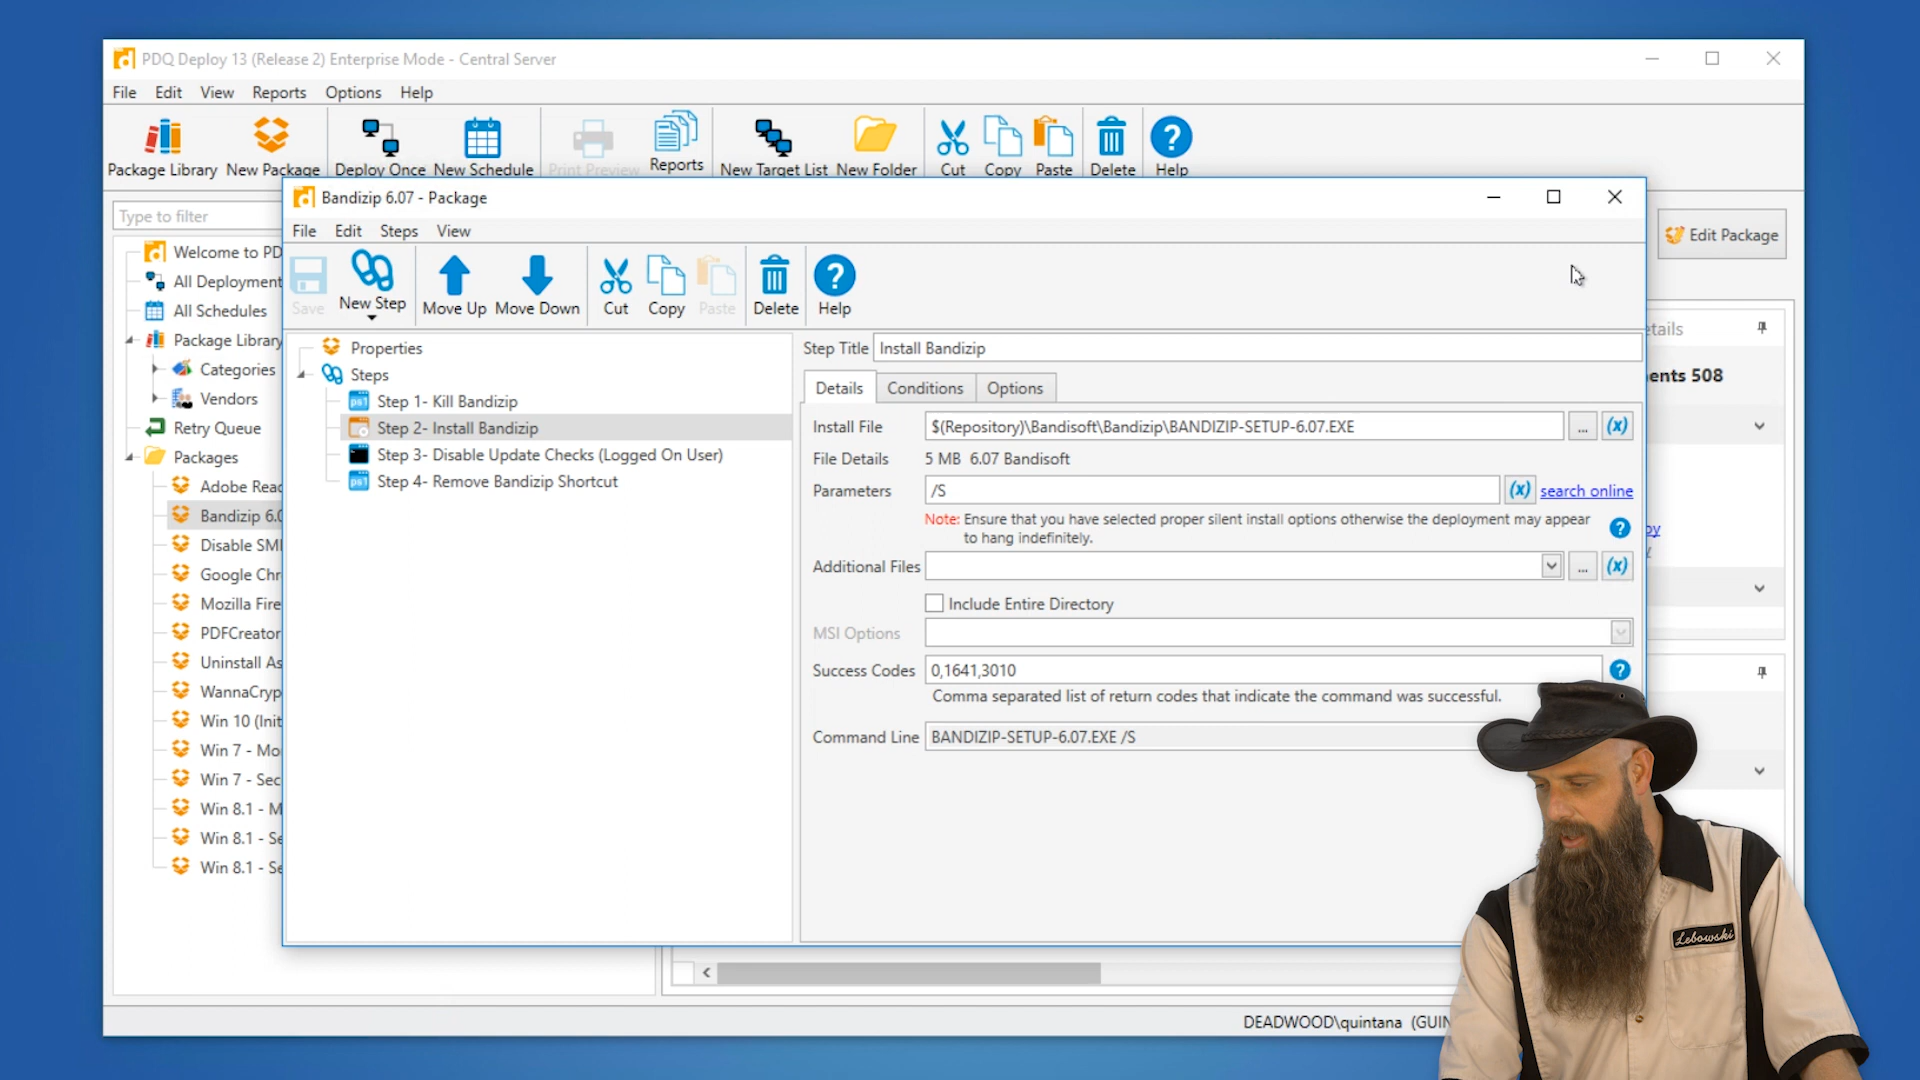 PDQ Deploy 13 (Release 2) Enterprise Mode - Central Server
File Edit View Reports Options Help
Package Library New Package Deploy Once New Schedule Print Preview Reports New Target List New Folder Cut Copy Paste Delete Help
Type to filter
Welcome to PD
All Deployment
All Schedules
Package Library
Categories
Vendors
Retry Queue
Packages
Adobe Read
Bandizip 6.0
Disable SM
Google Chr
Mozilla Fire
PDFCreator
Uninstall As
WannaCryp
Win 10 (Init
Win 7 - Mo
Win 7 - Sec
Win 8.1 - M
Win 8.1 - Se
Win 8.1 - Se
Bandizip 6.07 - Package
File Edit Steps View
Save New Step Move Up Move Down Cut Copy Paste Delete Help
Properties
Steps
Step 1- Kill Bandizip
Step 2- Install Bandizip
Step 3- Disable Update Checks (Logged On User)
Step 4- Remove Bandizip Shortcut
Step Title Install Bandizip
Details Conditions Options
Install File $(Repository)\Bandisoft\Bandizip\BANDIZIP-SETUP-6.07.EXE ... (x)
File Details 5 MB 6.07 Bandisoft
Parameters /S (x) search online
Note: Ensure that you have selected proper silent install options otherwise the deployment may appear
to hang indefinitely.
Additional Files ... (x)
Include Entire Directory
MSI Options
Success Codes 0,1641,3010
Comma separated list of return codes that indicate the command was successful.
Command Line BANDIZIP-SETUP-6.07.EXE /S
Edit Package
etails
ents 508
oy
Lebowski
DEADWOOD\quintana (GUIN